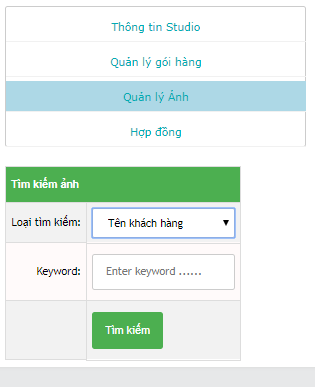 Thông tin Studio
Quản lý gói hàng
Quản lý Ảnh
Hợp đồng
Tìm kiếm ảnh
Loại tìm kiếm: Tên khách hàng
Keyword: Enter keyword ......
Tìm kiếm